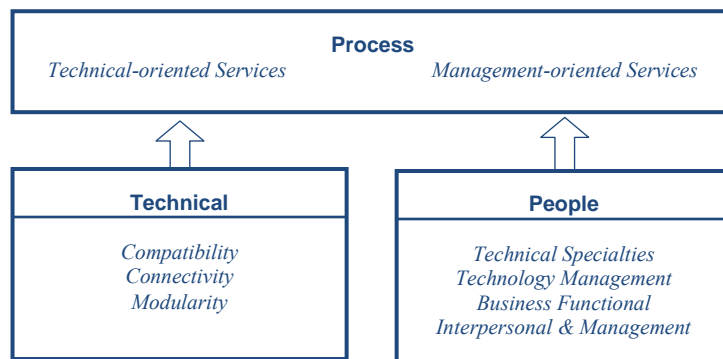 Process
Technical-oriented Services
Management-oriented Services
Technical
Compatibility
Connectivity
Modularity
People
Technical Specialties
Technology Management
Business Functional
Interpersonal & Management